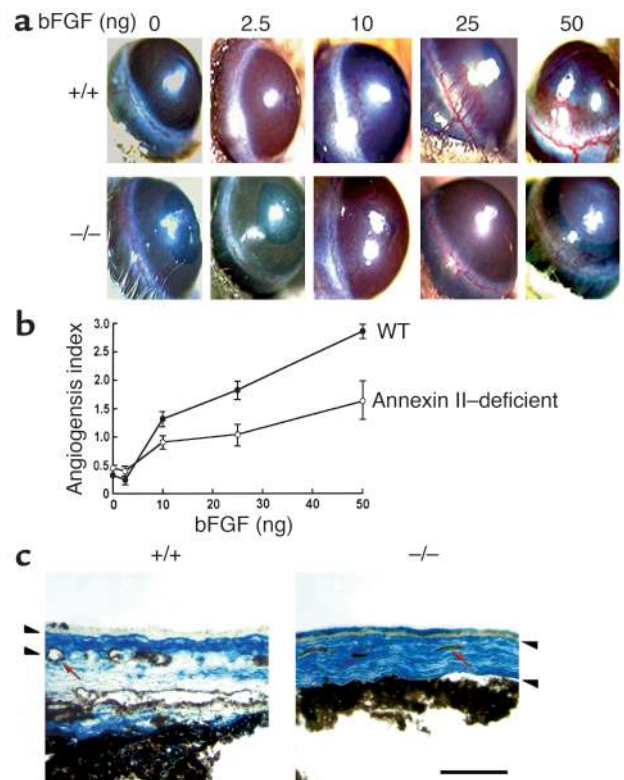 a bFGF (ng) 0 2.5 10 25 50
+/+
–/–
b
3.0
2.5
2.0
1.5
1.0
0.5
0
Angiogensis index
WT
Annexin II–deficient
0 10 20 30 40 50
bFGF (ng)
c +/+ –/–